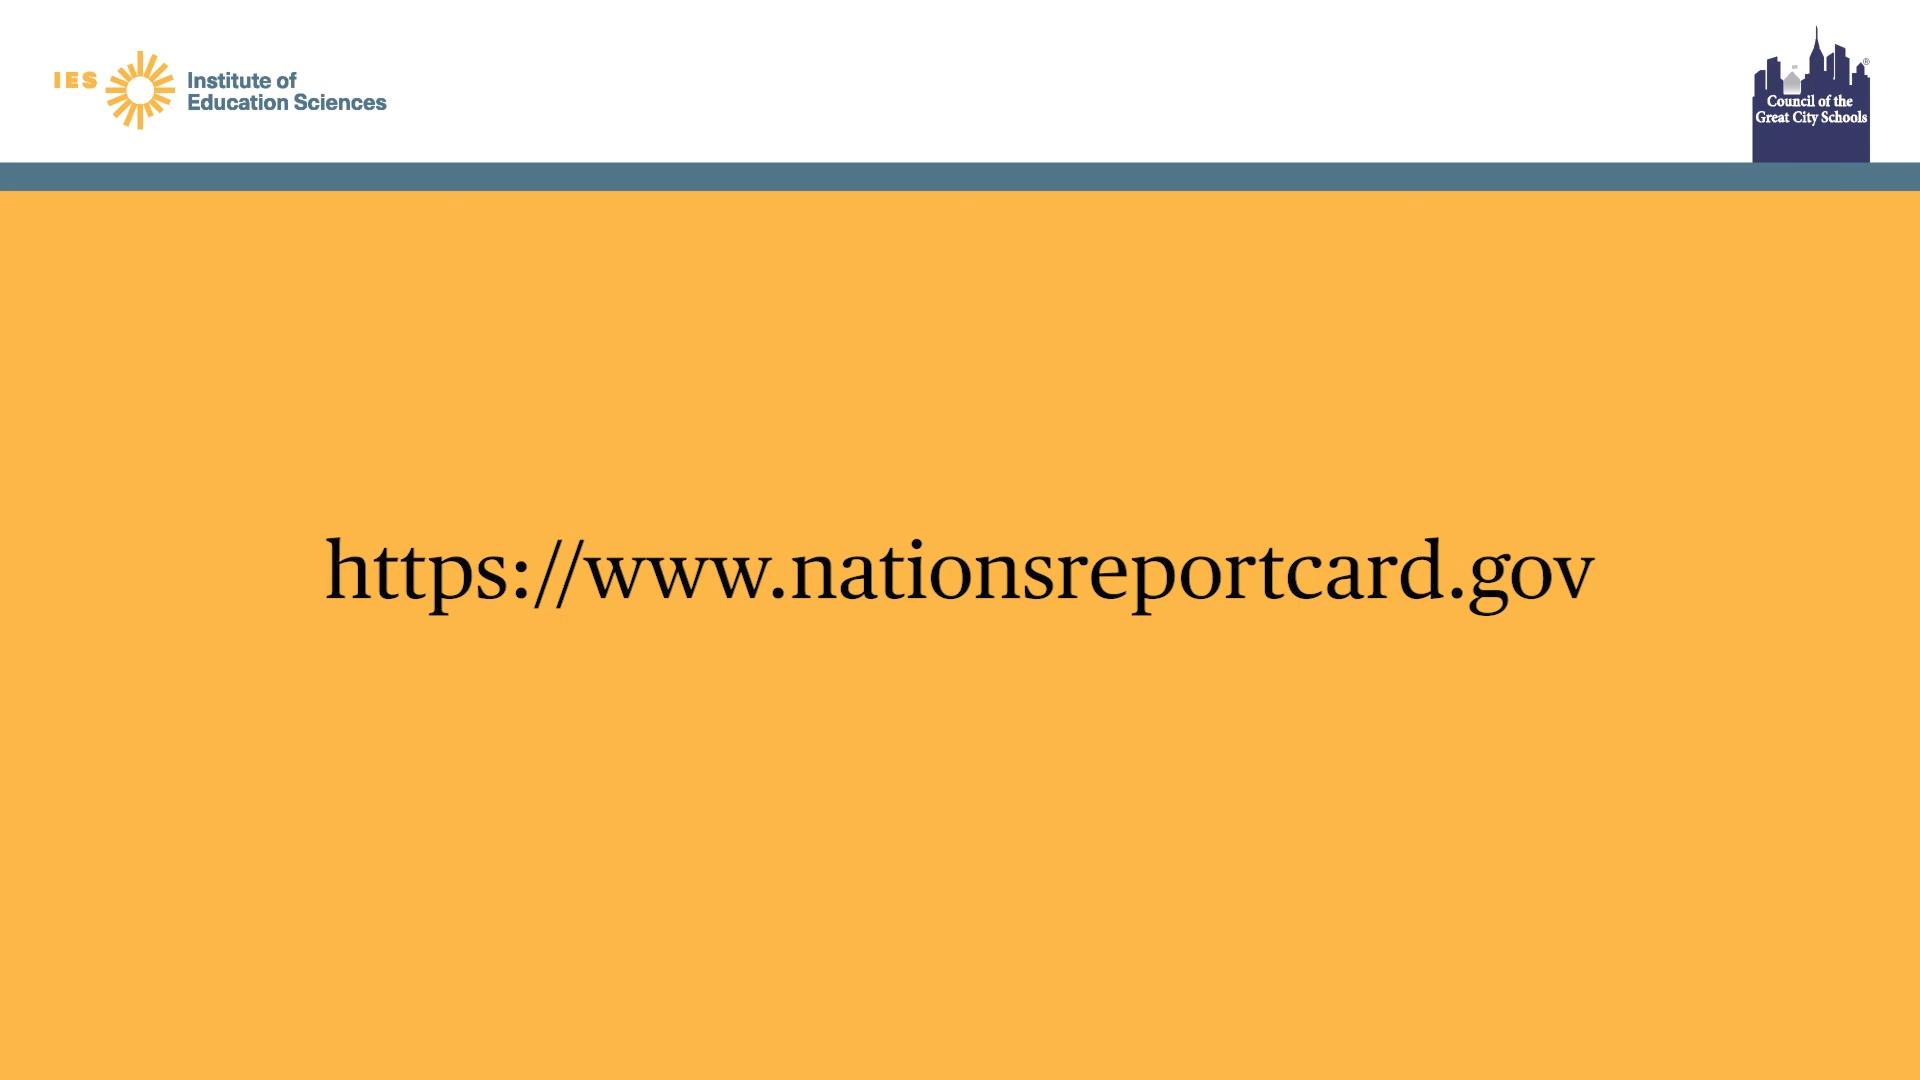 IES
Institute of
Education Sciences
Council of the
Great City Schools
®
https://www.nationsreportcard.gov